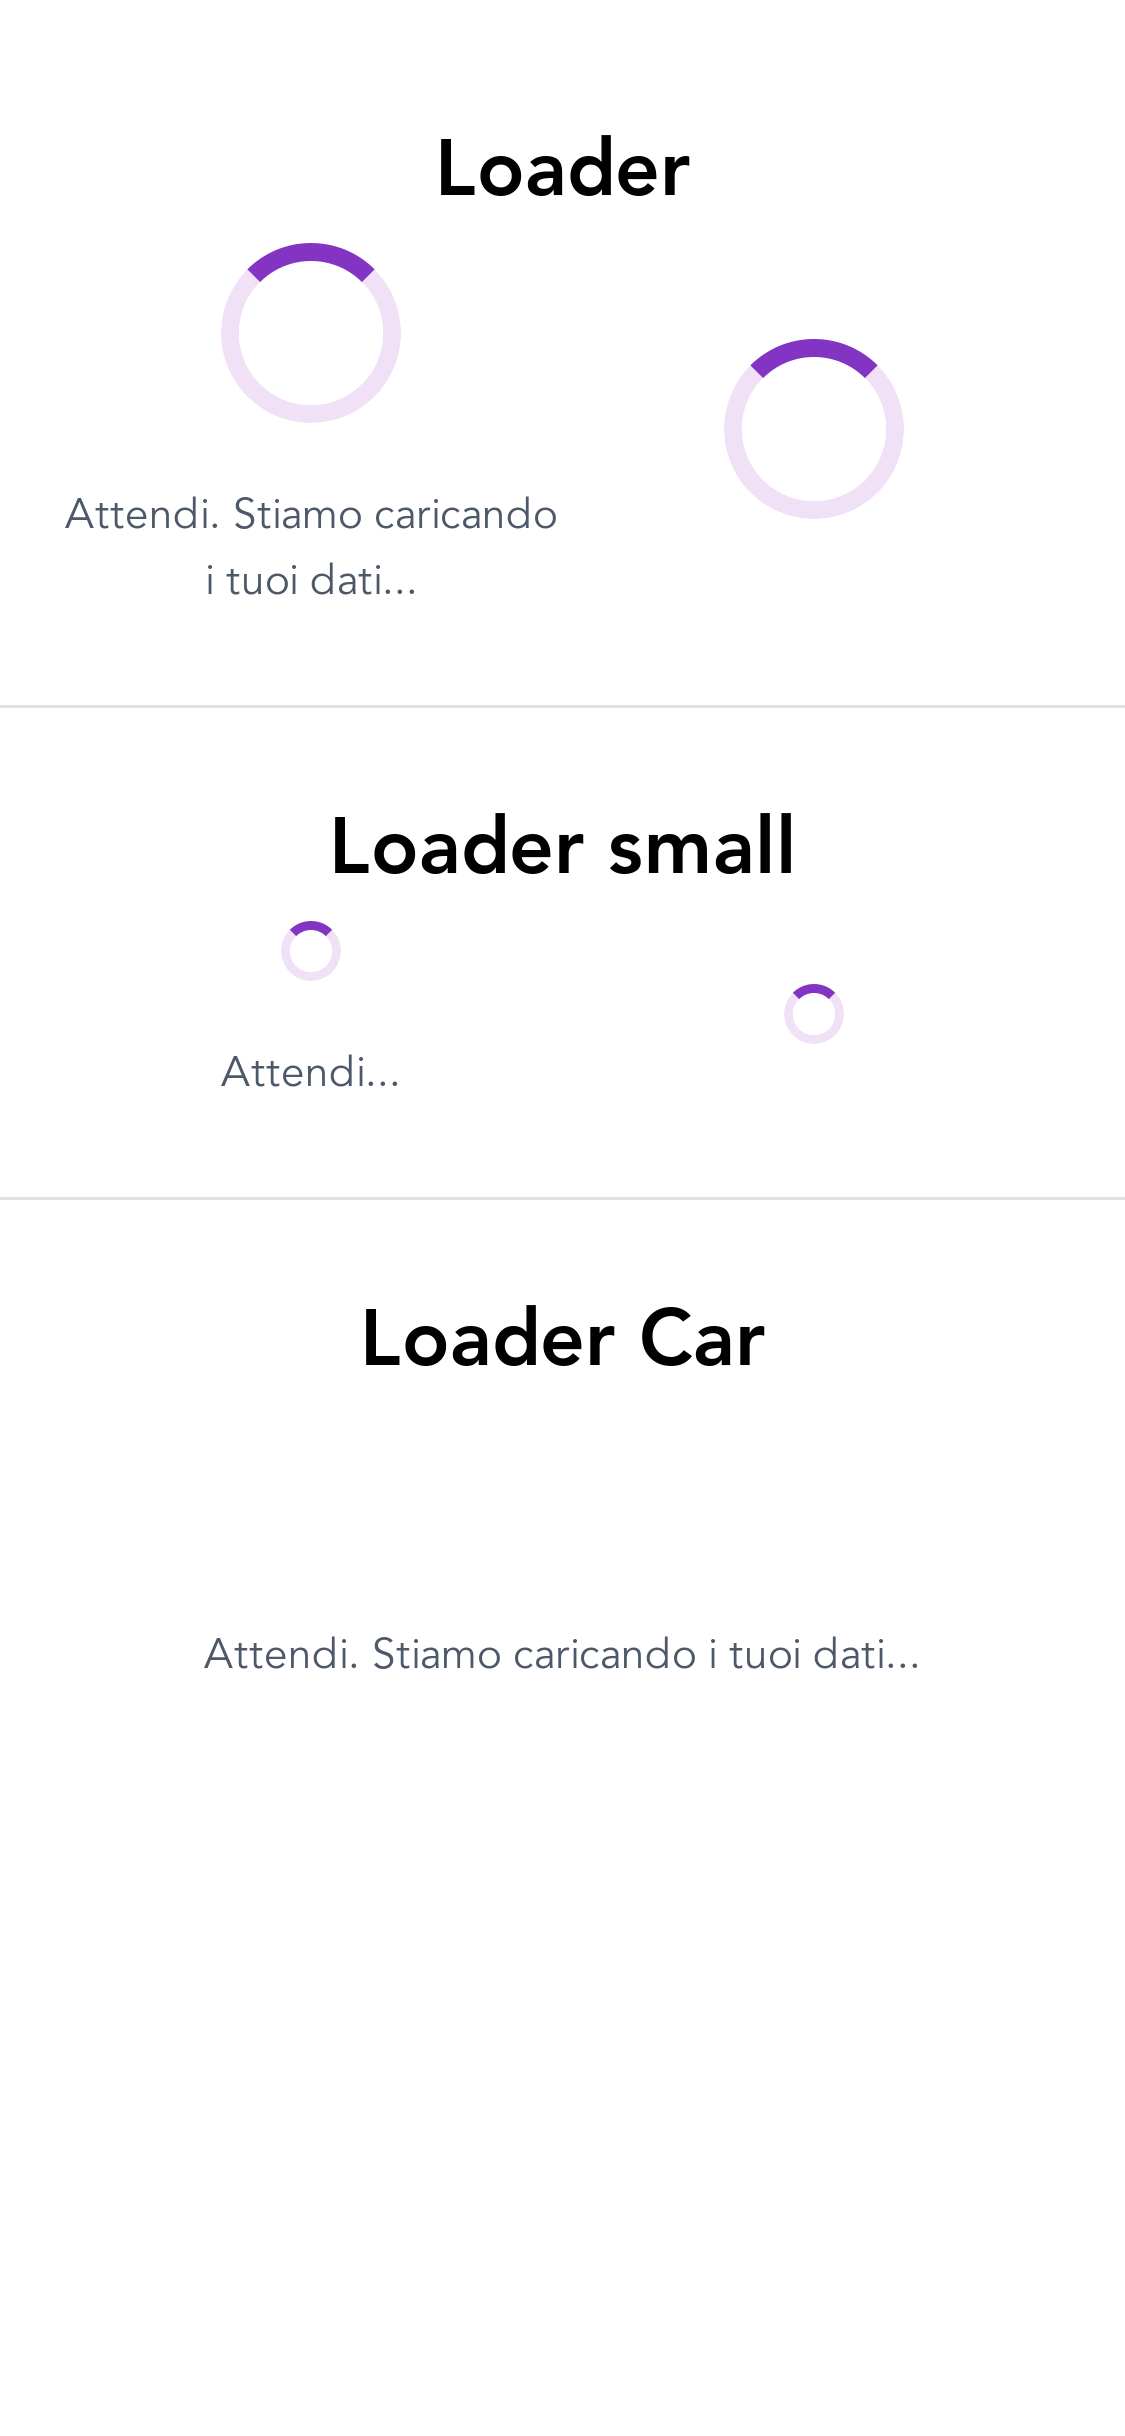 Loader
Attendi. Stiamo caricando
i tuoi dati...
Loader small
Attendi...
Loader Car
Attendi. Stiamo caricando i tuoi dati...